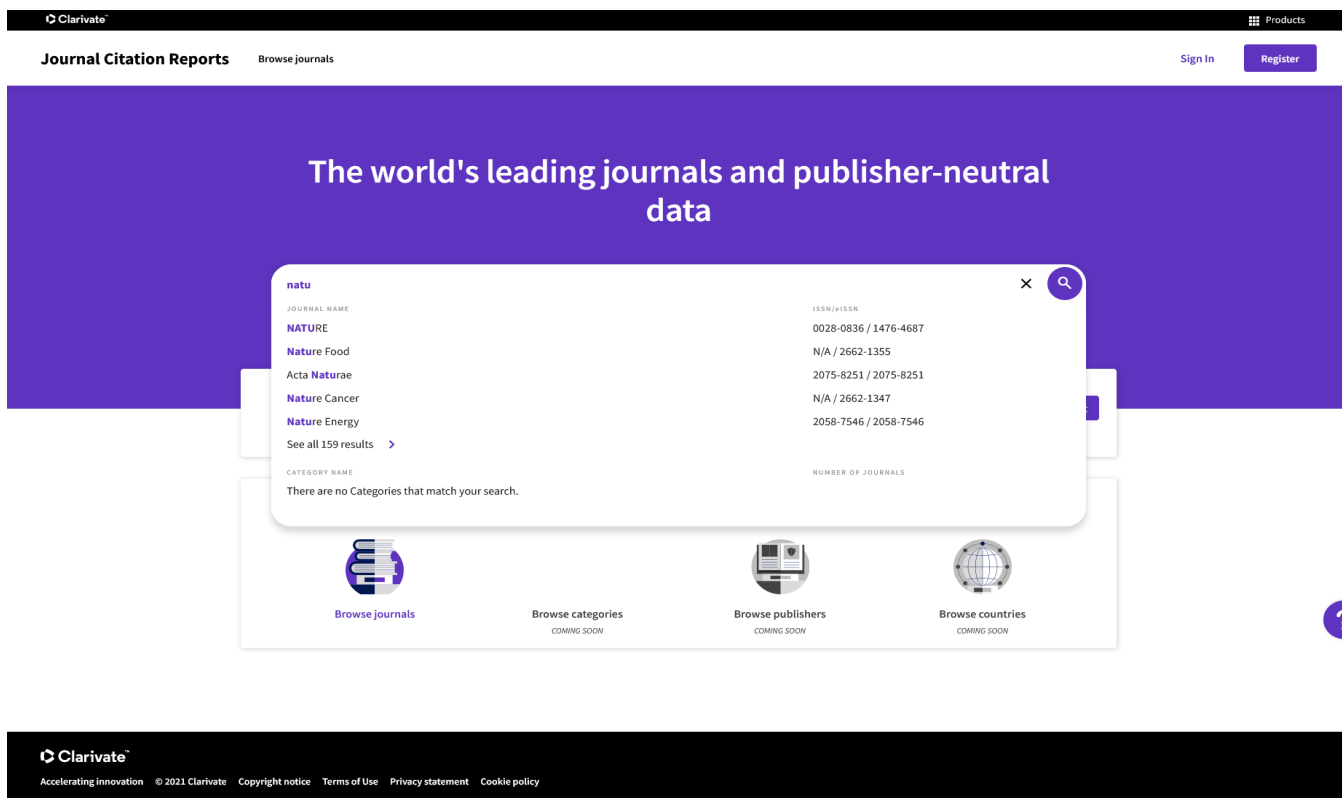 Clarivate™
Products
Journal Citation Reports Browse journals Sign In Register
The world's leading journals and publisher-neutral
data
natu
JOURNAL NAME ISSN/eISSN
NATURE 0028-0836 / 1476-4687
Nature Food N/A / 2662-1355
Acta Naturae 2075-8251 / 2075-8251
Nature Cancer N/A / 2662-1347
Nature Energy 2058-7546 / 2058-7546
See all 159 results
CATEGORY NAME NUMBER OF JOURNALS
There are no Categories that match your search.
Browse journals Browse categories Browse publishers Browse countries
COMING SOON COMING SOON COMING SOON
Clarivate™
Accelerating innovation © 2021 Clarivate Copyright notice Terms of Use Privacy statement Cookie policy